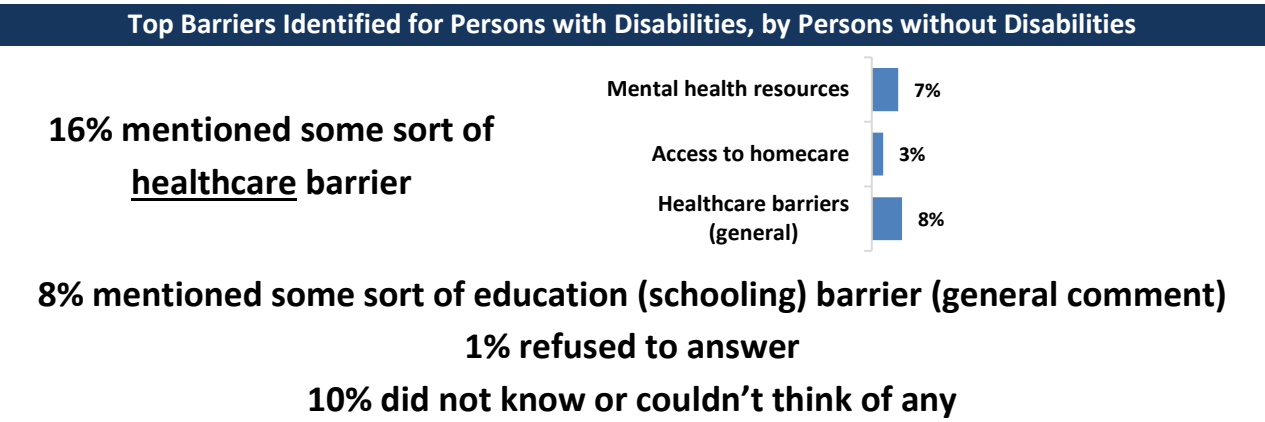 Top Barriers Identified for Persons with Disabilities, by Persons without Disabilities
16% mentioned some sort of
healthcare barrier
Mental health resources 7%
Access to homecare 3%
Healthcare barriers
(general) 8%
8% mentioned some sort of education (schooling) barrier (general comment)
1% refused to answer
10% did not know or couldn’t think of any